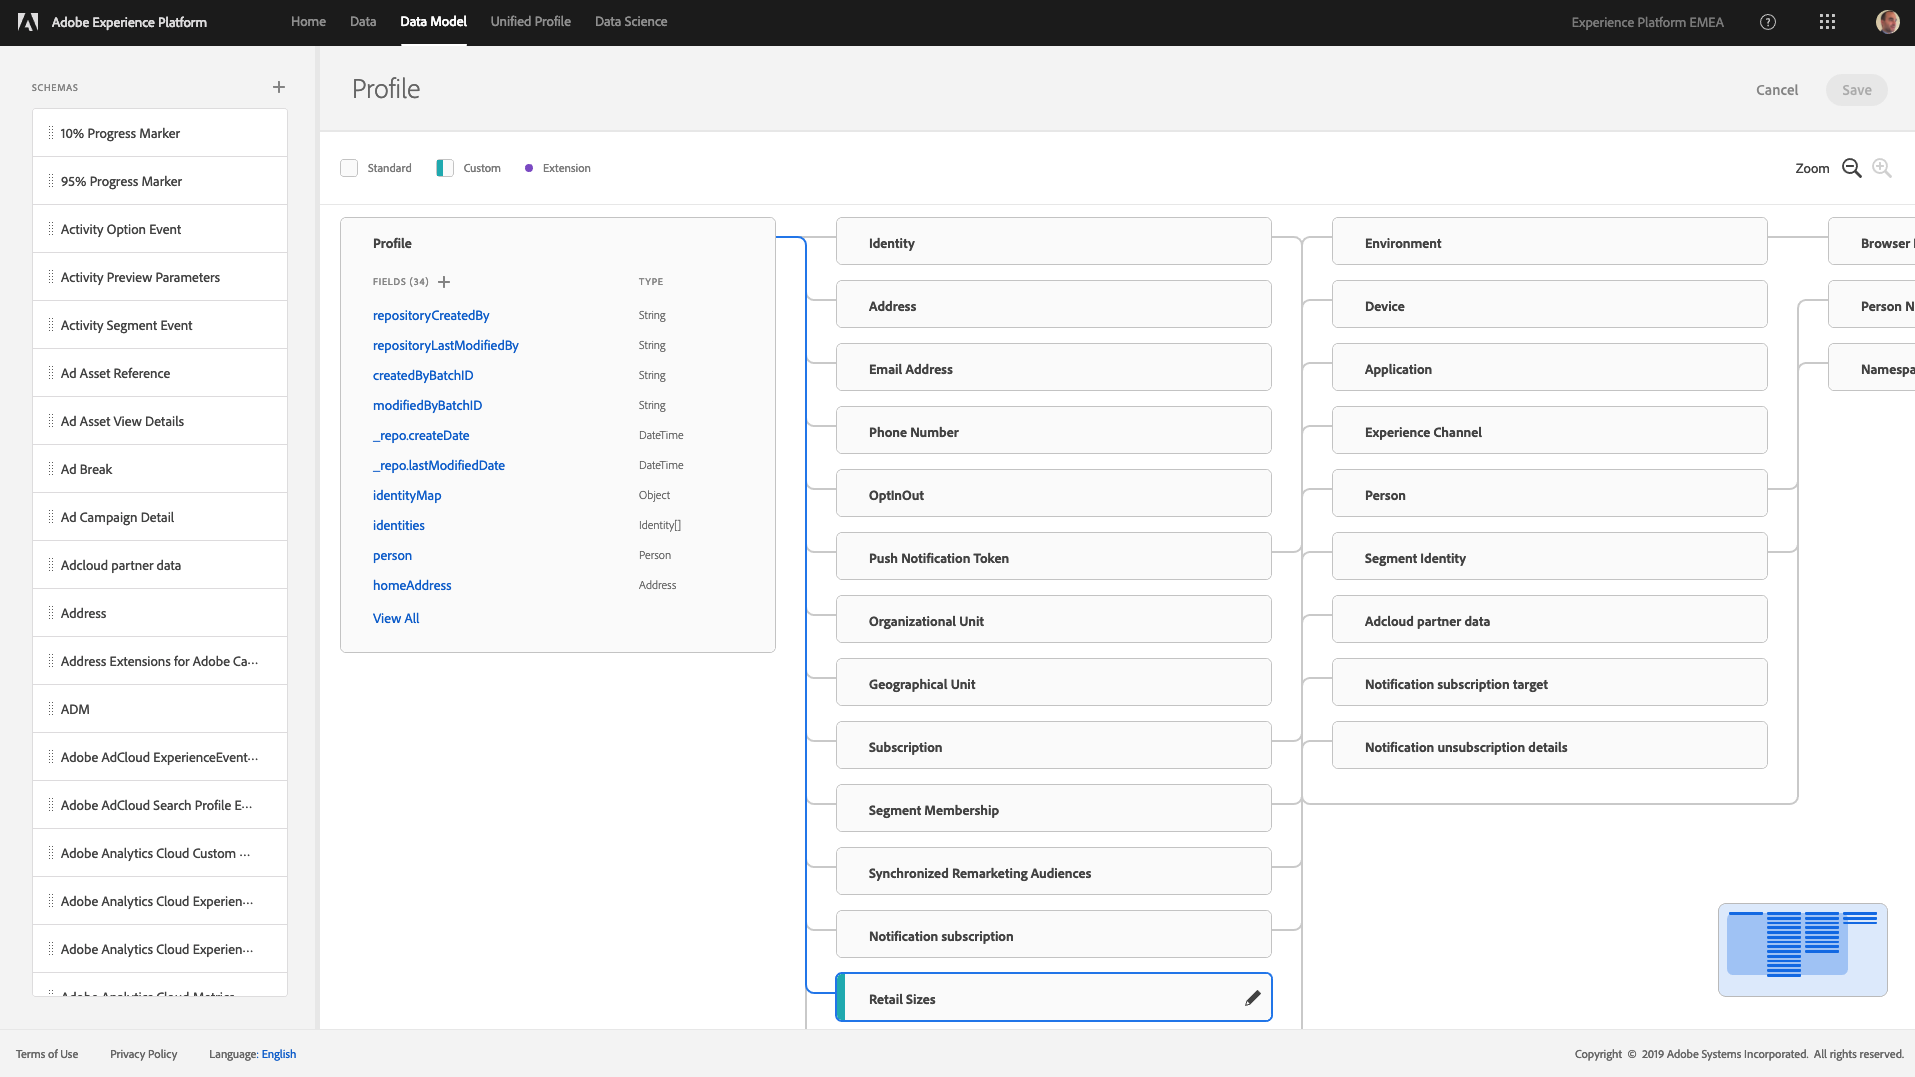 Adobe Experience Platform
Home
Data
Data Model
Unified Profile
Data Science
Experience Platform EMEA
SCHEMAS
10% Progress Marker
95% Progress Marker
Activity Option Event
Activity Preview Parameters
Activity Segment Event
Ad Asset Reference
Ad Asset View Details
Ad Break
Ad Campaign Detail
Adcloud partner data
Address
Address Extensions for Adobe Ca...
ADM
Adobe AdCloud ExperienceEvent...
Adobe AdCloud Search Profile E...
Adobe Analytics Cloud Custom ...
Adobe Analytics Cloud Experien...
Adobe Analytics Cloud Experien...
Adobe Analytics Cloud Metrics
Profile
Cancel
Save
Standard
Custom
Extension
Zoom
Profile
FIELDS (34)
TYPE
repositoryCreatedBy String
repositoryLastModifiedBy String
createdByBatchID String
modifiedByBatchID String
_repo.createDate DateTime
_repo.lastModifiedDate DateTime
identityMap Object
identities Identity[]
person Person
homeAddress Address
View All
Identity
Address
Email Address
Phone Number
OptInOut
Push Notification Token
Organizational Unit
Geographical Unit
Subscription
Segment Membership
Synchronized Remarketing Audiences
Notification subscription
Retail Sizes
Environment
Device
Application
Experience Channel
Person
Segment Identity
Adcloud partner data
Notification subscription target
Notification unsubscription details
Browser
Person N
Namespa
Terms of Use
Privacy Policy
Language: English
Copyright © 2019 Adobe Systems Incorporated. All rights reserved.